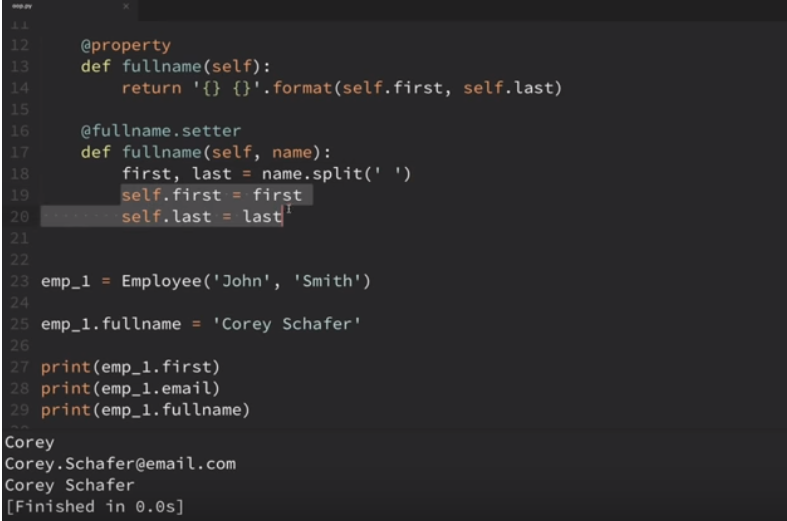 emp.py
11
12 @property
13 def fullname(self):
14 return '{} {}'.format(self.first, self.last)
15
16 @fullname.setter
17 def fullname(self, name):
18 first, last = name.split(' ')
19 self.first = first
20 self.last = last
21
22
23 emp_1 = Employee('John', 'Smith')
24
25 emp_1.fullname = 'Corey Schafer'
26
27 print(emp_1.first)
28 print(emp_1.email)
29 print(emp_1.fullname)
30
Corey
Corey.Schafer@email.com
Corey Schafer
[Finished in 0.0s]